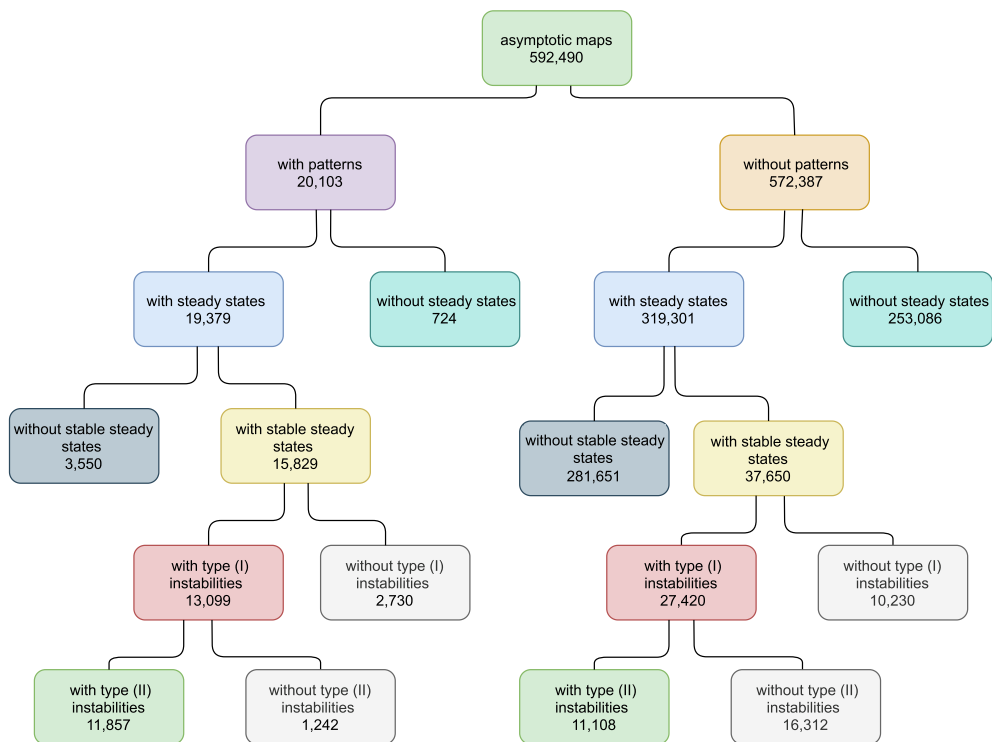 asymptotic maps
592,490
with patterns
20,103
without patterns
572,387
with steady states
19,379
without steady states
724
with steady states
319,301
without steady states
253,086
without stable steady
states
3,550
with stable steady
states
15,829
without stable steady
states
281,651
with stable steady
states
37,650
with type (I)
instabilities
13,099
without type (I)
instabilities
2,730
with type (I)
instabilities
27,420
without type (I)
instabilities
10,230
with type (II)
instabilities
11,857
without type (II)
instabilities
1,242
with type (II)
instabilities
11,108
without type (II)
instabilities
16,312